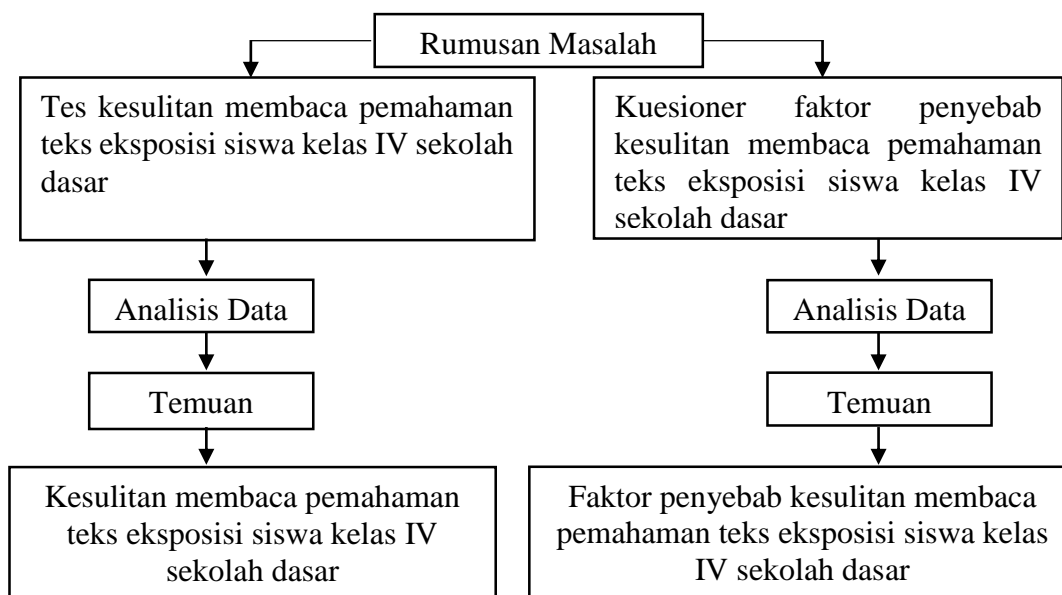 Rumusan Masalah
Tes kesulitan membaca pemahaman
teks eksposisi siswa kelas IV sekolah
dasar
Kuesioner faktor penyebab
kesulitan membaca pemahaman
teks eksposisi siswa kelas IV
sekolah dasar
Analisis Data
Analisis Data
Temuan
Temuan
Kesulitan membaca pemahaman
teks eksposisi siswa kelas IV
sekolah dasar
Faktor penyebab kesulitan membaca
pemahaman teks eksposisi siswa kelas
IV sekolah dasar